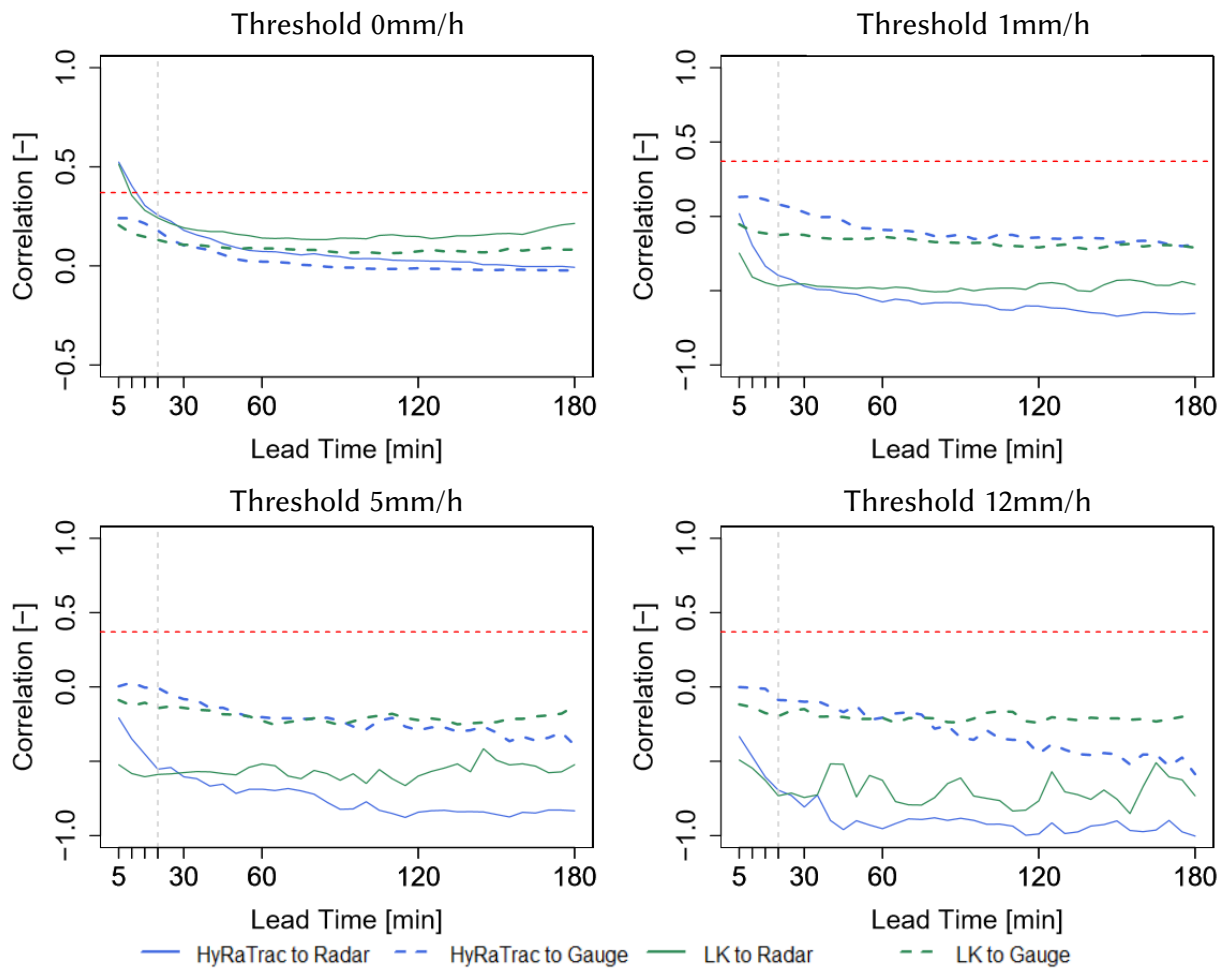 Threshold 0mm/h
Threshold 1mm/h
Correlation [−]
1.0
0.5
0.0
−0.5
5 30 60 120 180
Lead Time [min]
Correlation [−]
1.0
0.5
0.0
−1.0
5 30 60 120 180
Lead Time [min]
Threshold 5mm/h
Threshold 12mm/h
Correlation [−]
1.0
0.5
0.0
−1.0
5 30 60 120 180
Lead Time [min]
Correlation [−]
1.0
0.5
0.0
−1.0
5 30 60 120 180
Lead Time [min]
HyRaTrac to Radar HyRaTrac to Gauge LK to Radar LK to Gauge